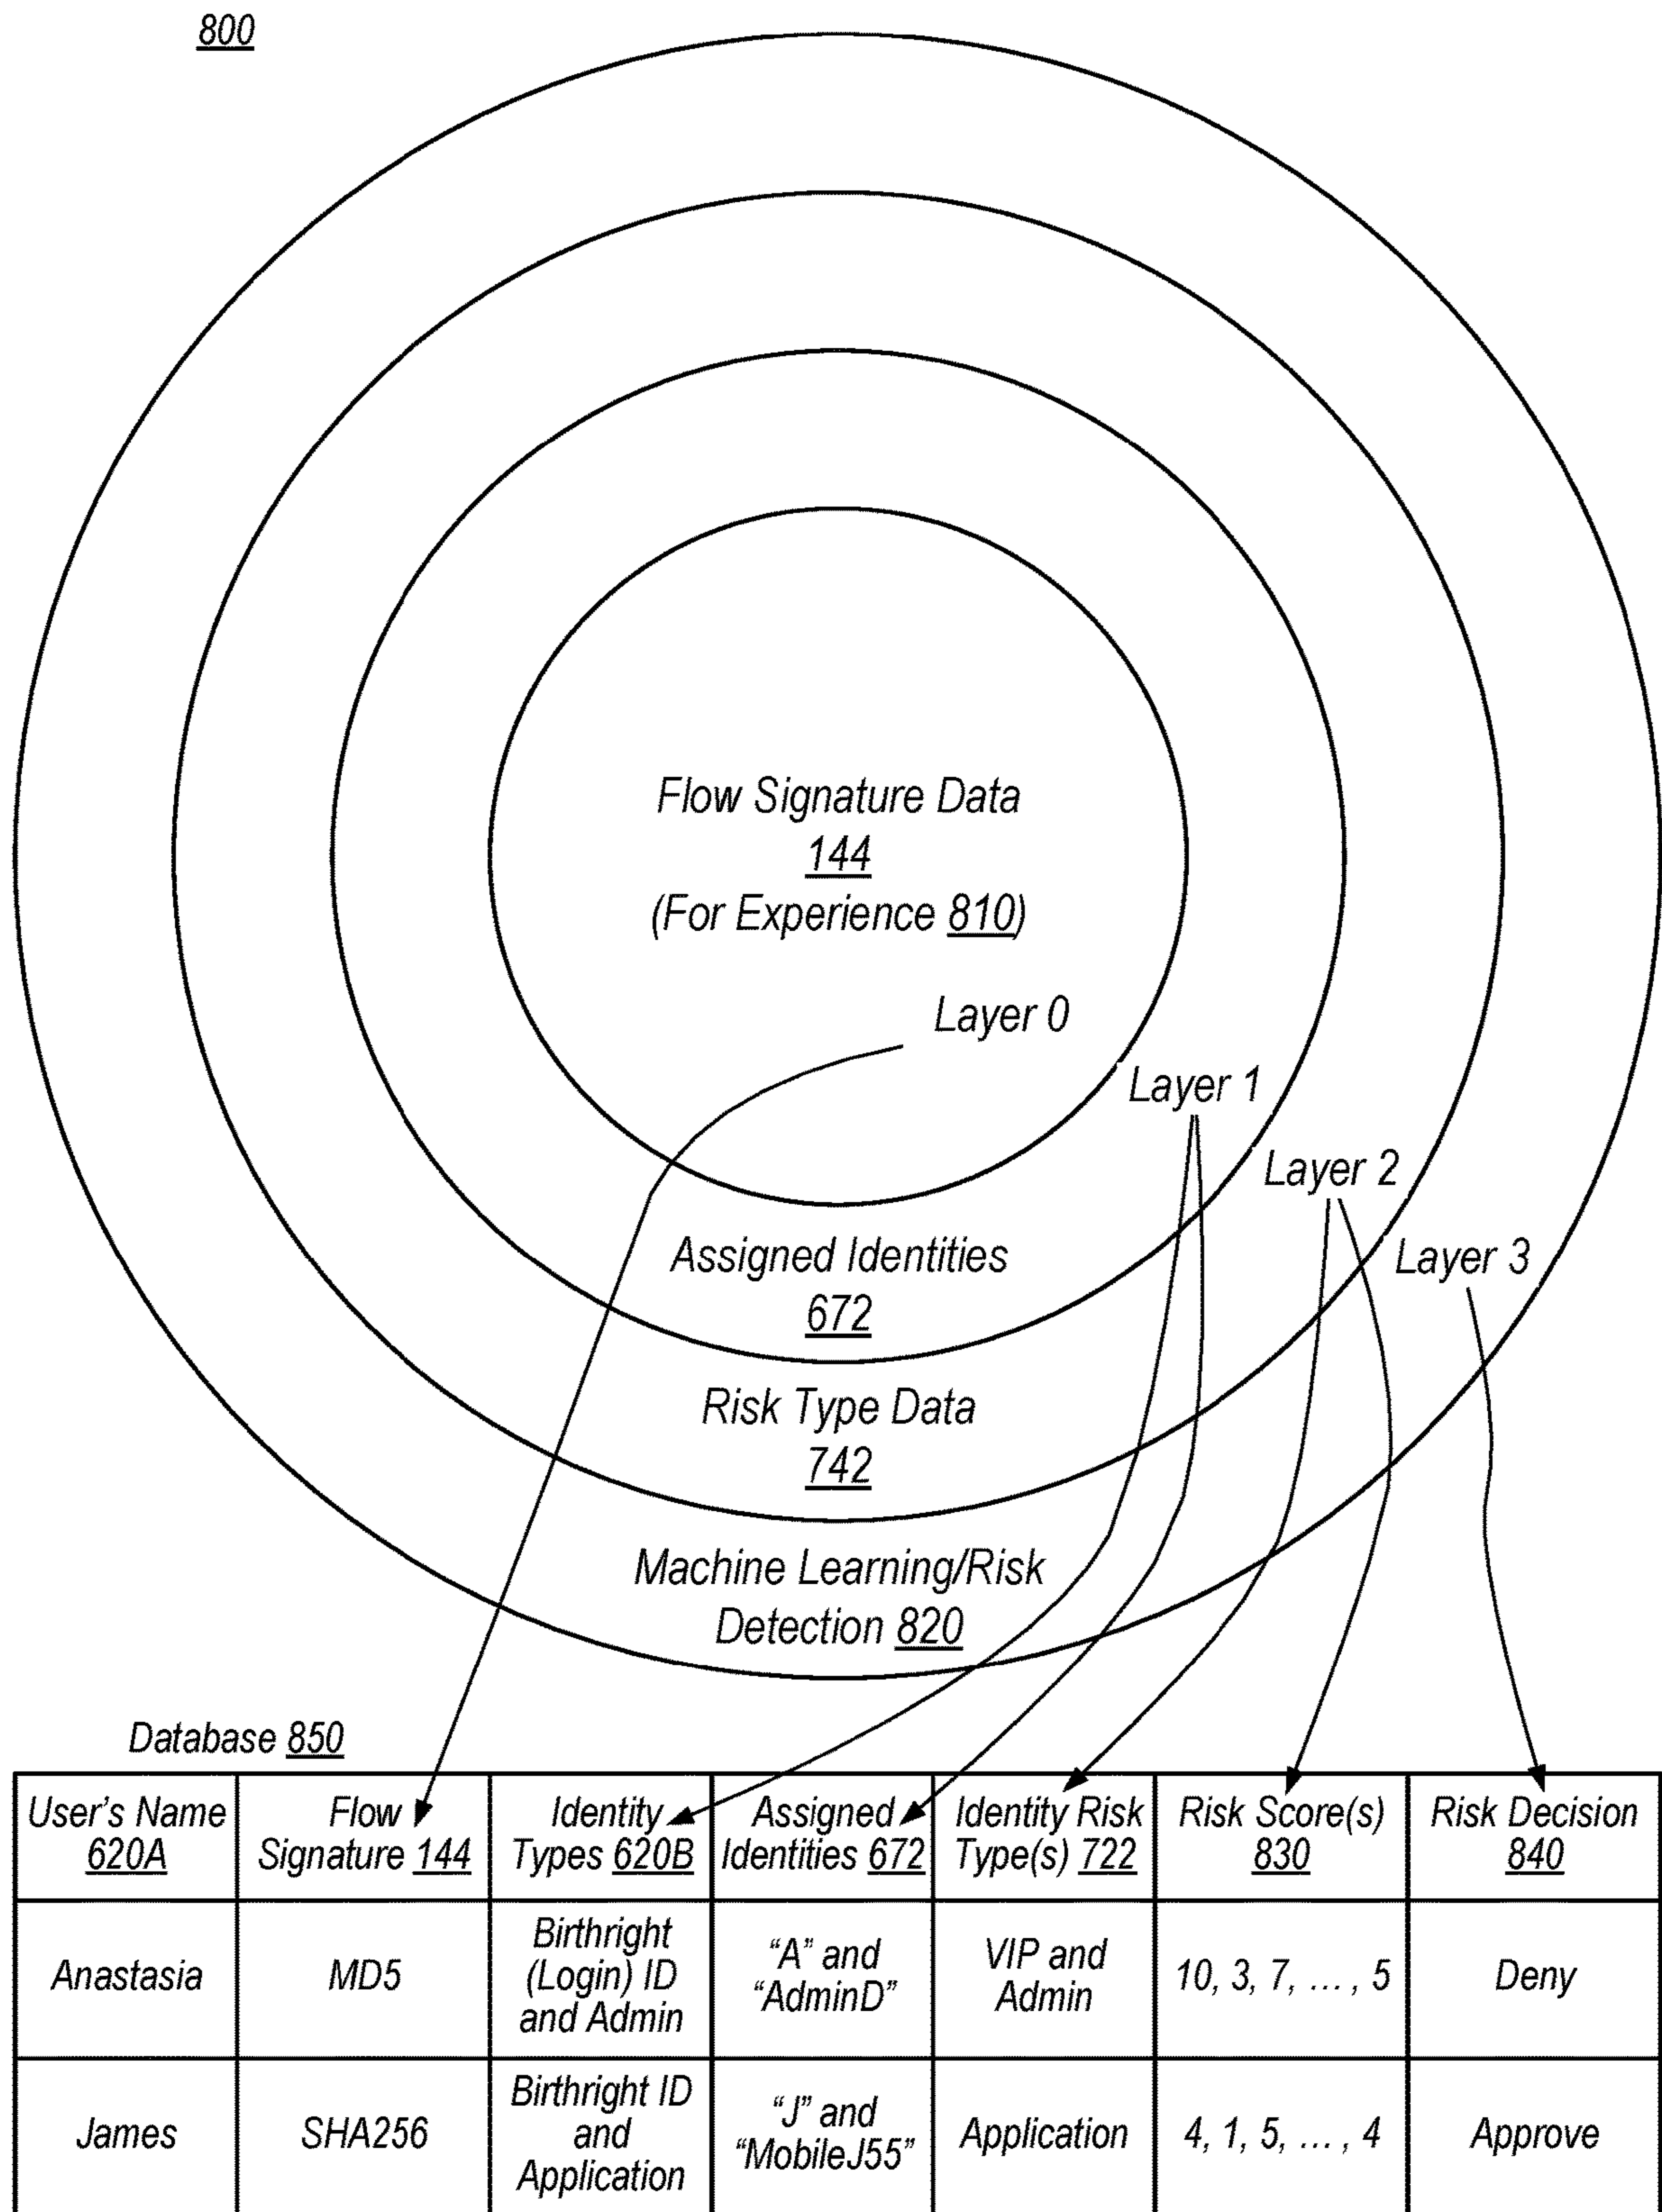 800
Flow Signature Data
144
(For Experience 810)
Layer 0
Layer 1
Layer 2
Layer 3
Assigned Identities
672
Risk Type Data
742
Machine Learning/Risk
Detection 820
Database 850
User's Name
620A
Flow
Signature 144
Identity
Types 620B
Assigned
Identities 672
Identity Risk
Type(s) 722
Risk Score(s)
830
Risk Decision
840
Anastasia
MD5
Birthright
(Login) ID
and Admin
“A” and
“AdminD”
VIP and
Admin
10, 3, 7, ... , 5
Deny
James
SHA256
Birthright ID
and
Application
“J” and
“MobileJ55”
Application
4, 1, 5, ... , 4
Approve